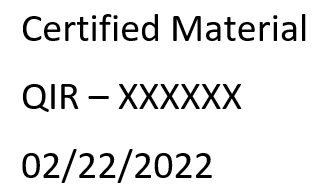 Certified Material
QIR – XXXXXX
02/22/2022